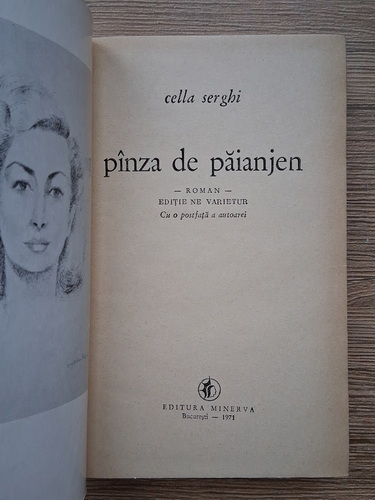 cella serghi
pînza de păianjen
— ROMAN —
EDIȚIE NE VARIETUR
Cu o postfață a autoarei
EDITURA MINERVA
București — 1971